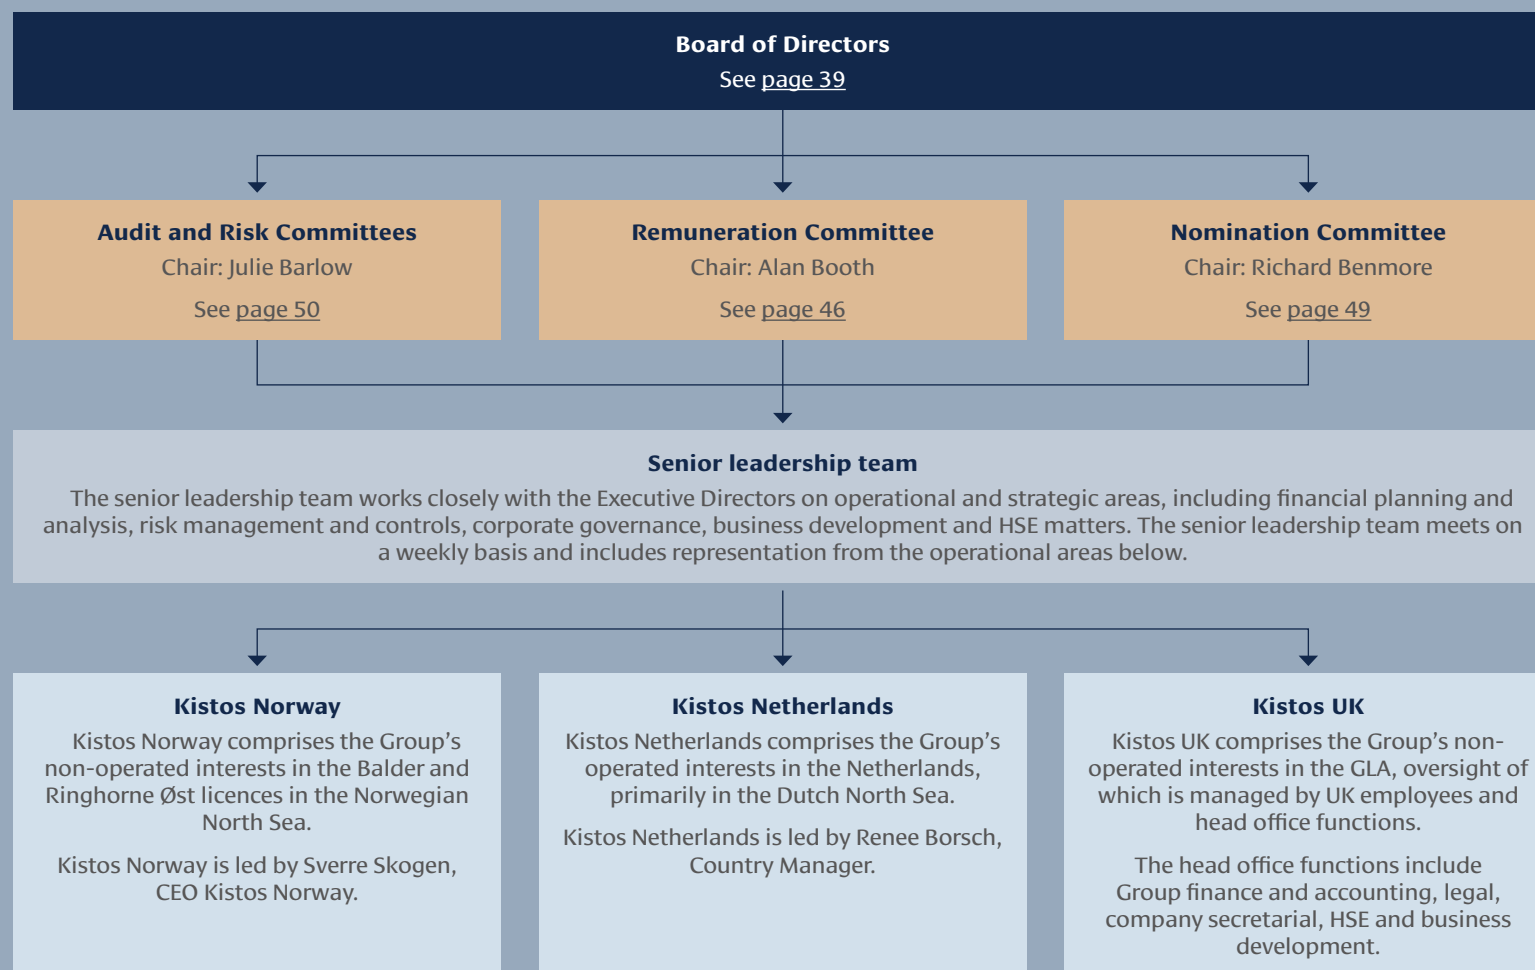 Board of Directors
See page 39
Audit and Risk Committees
Chair: Julie Barlow
See page 50
Remuneration Committee
Chair: Alan Booth
See page 46
Nomination Committee
Chair: Richard Benmore
See page 49
Senior leadership team
The senior leadership team works closely with the Executive Directors on operational and strategic areas, including financial planning and
analysis, risk management and controls, corporate governance, business development and HSE matters. The senior leadership team meets on
a weekly basis and includes representation from the operational areas below.
Kistos Norway
Kistos Norway comprises the Group’s
non-operated interests in the Balder and
Ringhorne Øst licences in the Norwegian
North Sea.
Kistos Norway is led by Sverre Skogen,
CEO Kistos Norway.
Kistos Netherlands
Kistos Netherlands comprises the Group’s
operated interests in the Netherlands,
primarily in the Dutch North Sea.
Kistos Netherlands is led by Renee Borsch,
Country Manager.
Kistos UK
Kistos UK comprises the Group’s non-
operated interests in the GLA, oversight of
which is managed by UK employees and
head office functions.
The head office functions include
Group finance and accounting, legal,
company secretarial, HSE and business
development.